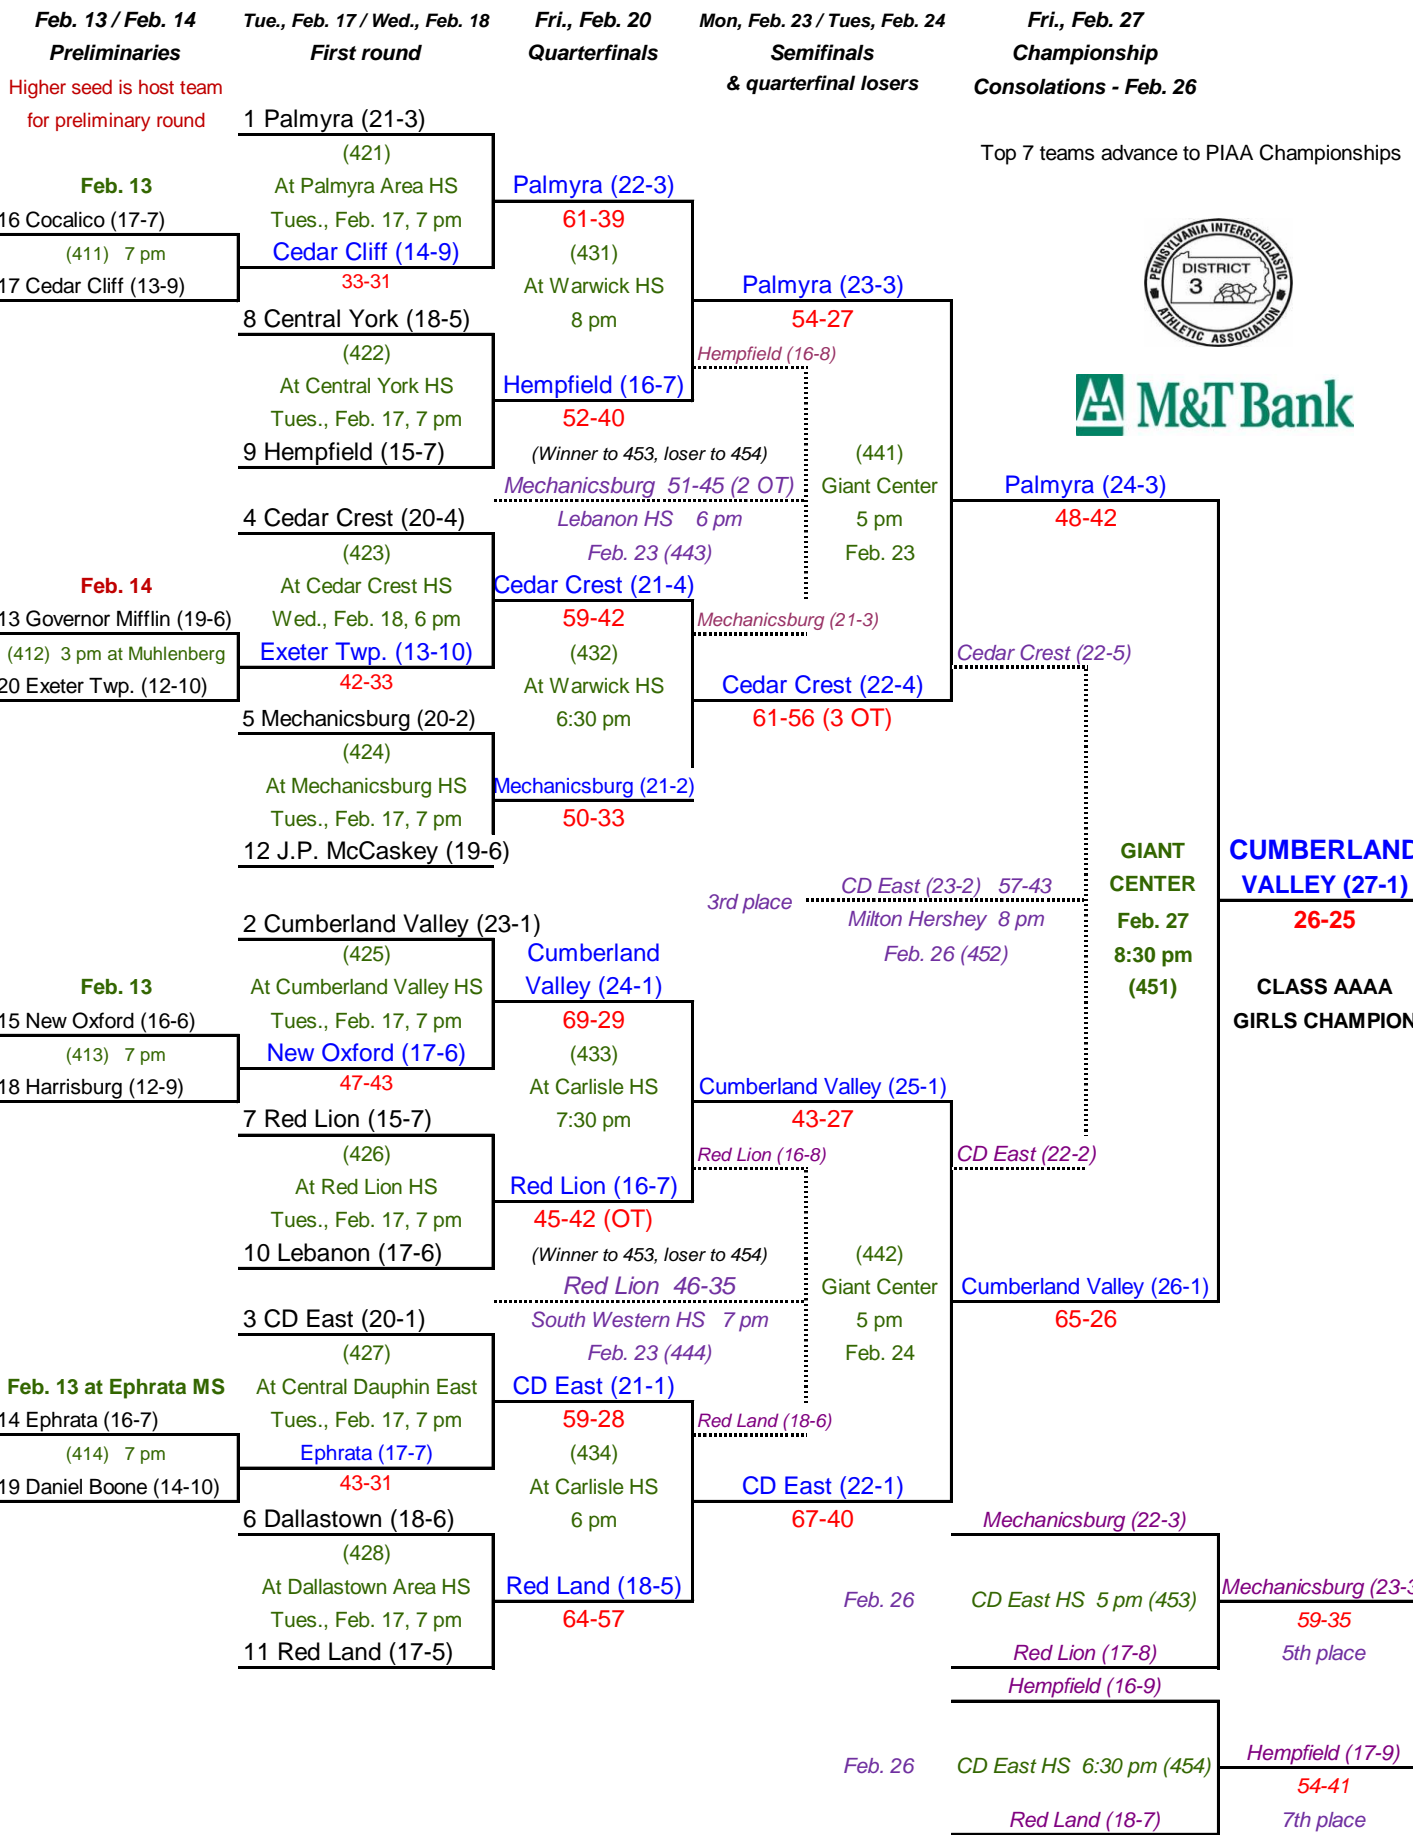 Feb. 13 / Feb. 14
Preliminaries
Higher seed is host team
for preliminary round
Feb. 13
16 Cocalico (17-7)
(411) 7 pm
17 Cedar Cliff (13-9)
Feb. 14
13 Governor Mifflin (19-6)
(412) 3 pm at Muhlenberg
20 Exeter Twp. (12-10)
Feb. 13
15 New Oxford (16-6)
(413) 7 pm
18 Harrisburg (12-9)
Feb. 13 at Ephrata MS
14 Ephrata (16-7)
(414) 7 pm
19 Daniel Boone (14-10)
Tue., Feb. 17 / Wed., Feb. 18
First round
1 Palmyra (21-3)
(421)
At Palmyra Area HS
Tues., Feb. 17, 7 pm
Cedar Cliff (14-9)
33-31
8 Central York (18-5)
(422)
At Central York HS
Tues., Feb. 17, 7 pm
9 Hempfield (15-7)
4 Cedar Crest (20-4)
(423)
At Cedar Crest HS
Wed., Feb. 18, 6 pm
Exeter Twp. (13-10)
42-33
5 Mechanicsburg (20-2)
(424)
At Mechanicsburg HS
Tues., Feb. 17, 7 pm
12 J.P. McCaskey (19-6)
2 Cumberland Valley (23-1)
(425)
At Cumberland Valley HS
Tues., Feb. 17, 7 pm
New Oxford (17-6)
47-43
7 Red Lion (15-7)
(426)
At Red Lion HS
Tues., Feb. 17, 7 pm
10 Lebanon (17-6)
3 CD East (20-1)
(427)
At Central Dauphin East
Tues., Feb. 17, 7 pm
Ephrata (17-7)
43-31
6 Dallastown (18-6)
(428)
At Dallastown Area HS
Tues., Feb. 17, 7 pm
11 Red Land (17-5)
Fri., Feb. 20
Quarterfinals
Palmyra (22-3)
61-39
(431)
At Warwick HS
8 pm
Hempfield (16-7)
52-40
(Winner to 453, loser to 454)
Mechanicsburg 51-45 (2 OT)
Lebanon HS 6 pm
Feb. 23 (443)
Cedar Crest (21-4)
59-42
(432)
At Warwick HS
6:30 pm
Mechanicsburg (21-2)
50-33
Cumberland
Valley (24-1)
69-29
(433)
At Carlisle HS
7:30 pm
Red Lion (16-7)
45-42 (OT)
(Winner to 453, loser to 454)
Red Lion 46-35
South Western HS 7 pm
Feb. 23 (444)
CD East (21-1)
59-28
(434)
At Carlisle HS
6 pm
Red Land (18-5)
64-57
Mon, Feb. 23 / Tues, Feb. 24
Semifinals
& quarterfinal losers
Palmyra (23-3)
54-27
Hempfield (16-8)
(441)
Giant Center
5 pm
Feb. 23
Mechanicsburg (21-3)
Cedar Crest (22-4)
61-56 (3 OT)
3rd place
CD East (23-2) 57-43
Milton Hershey 8 pm
Feb. 26 (452)
Cumberland Valley (25-1)
43-27
Red Lion (16-8)
(442)
Giant Center
5 pm
Feb. 24
Red Land (18-6)
CD East (22-1)
67-40
Feb. 26
Feb. 26
Fri., Feb. 27
Championship
Consolations - Feb. 26
Top 7 teams advance to PIAA Championships
PENNSYLVANIA INTERSCHOLASTIC
DISTRICT
3
ATHLETIC ASSOCIATION
M&T Bank
Palmyra (24-3)
48-42
Cedar Crest (22-5)
GIANT
CENTER
Feb. 27
8:30 pm
(451)
CD East (22-2)
Cumberland Valley (26-1)
65-26
Mechanicsburg (22-3)
CD East HS 5 pm (453)
Red Lion (17-8)
Hempfield (16-9)
CD East HS 6:30 pm (454)
Red Land (18-7)
CUMBERLAND
VALLEY (27-1)
26-25
CLASS AAAA
GIRLS CHAMPION
Mechanicsburg (23-3
59-35
5th place
Hempfield (17-9)
54-41
7th place